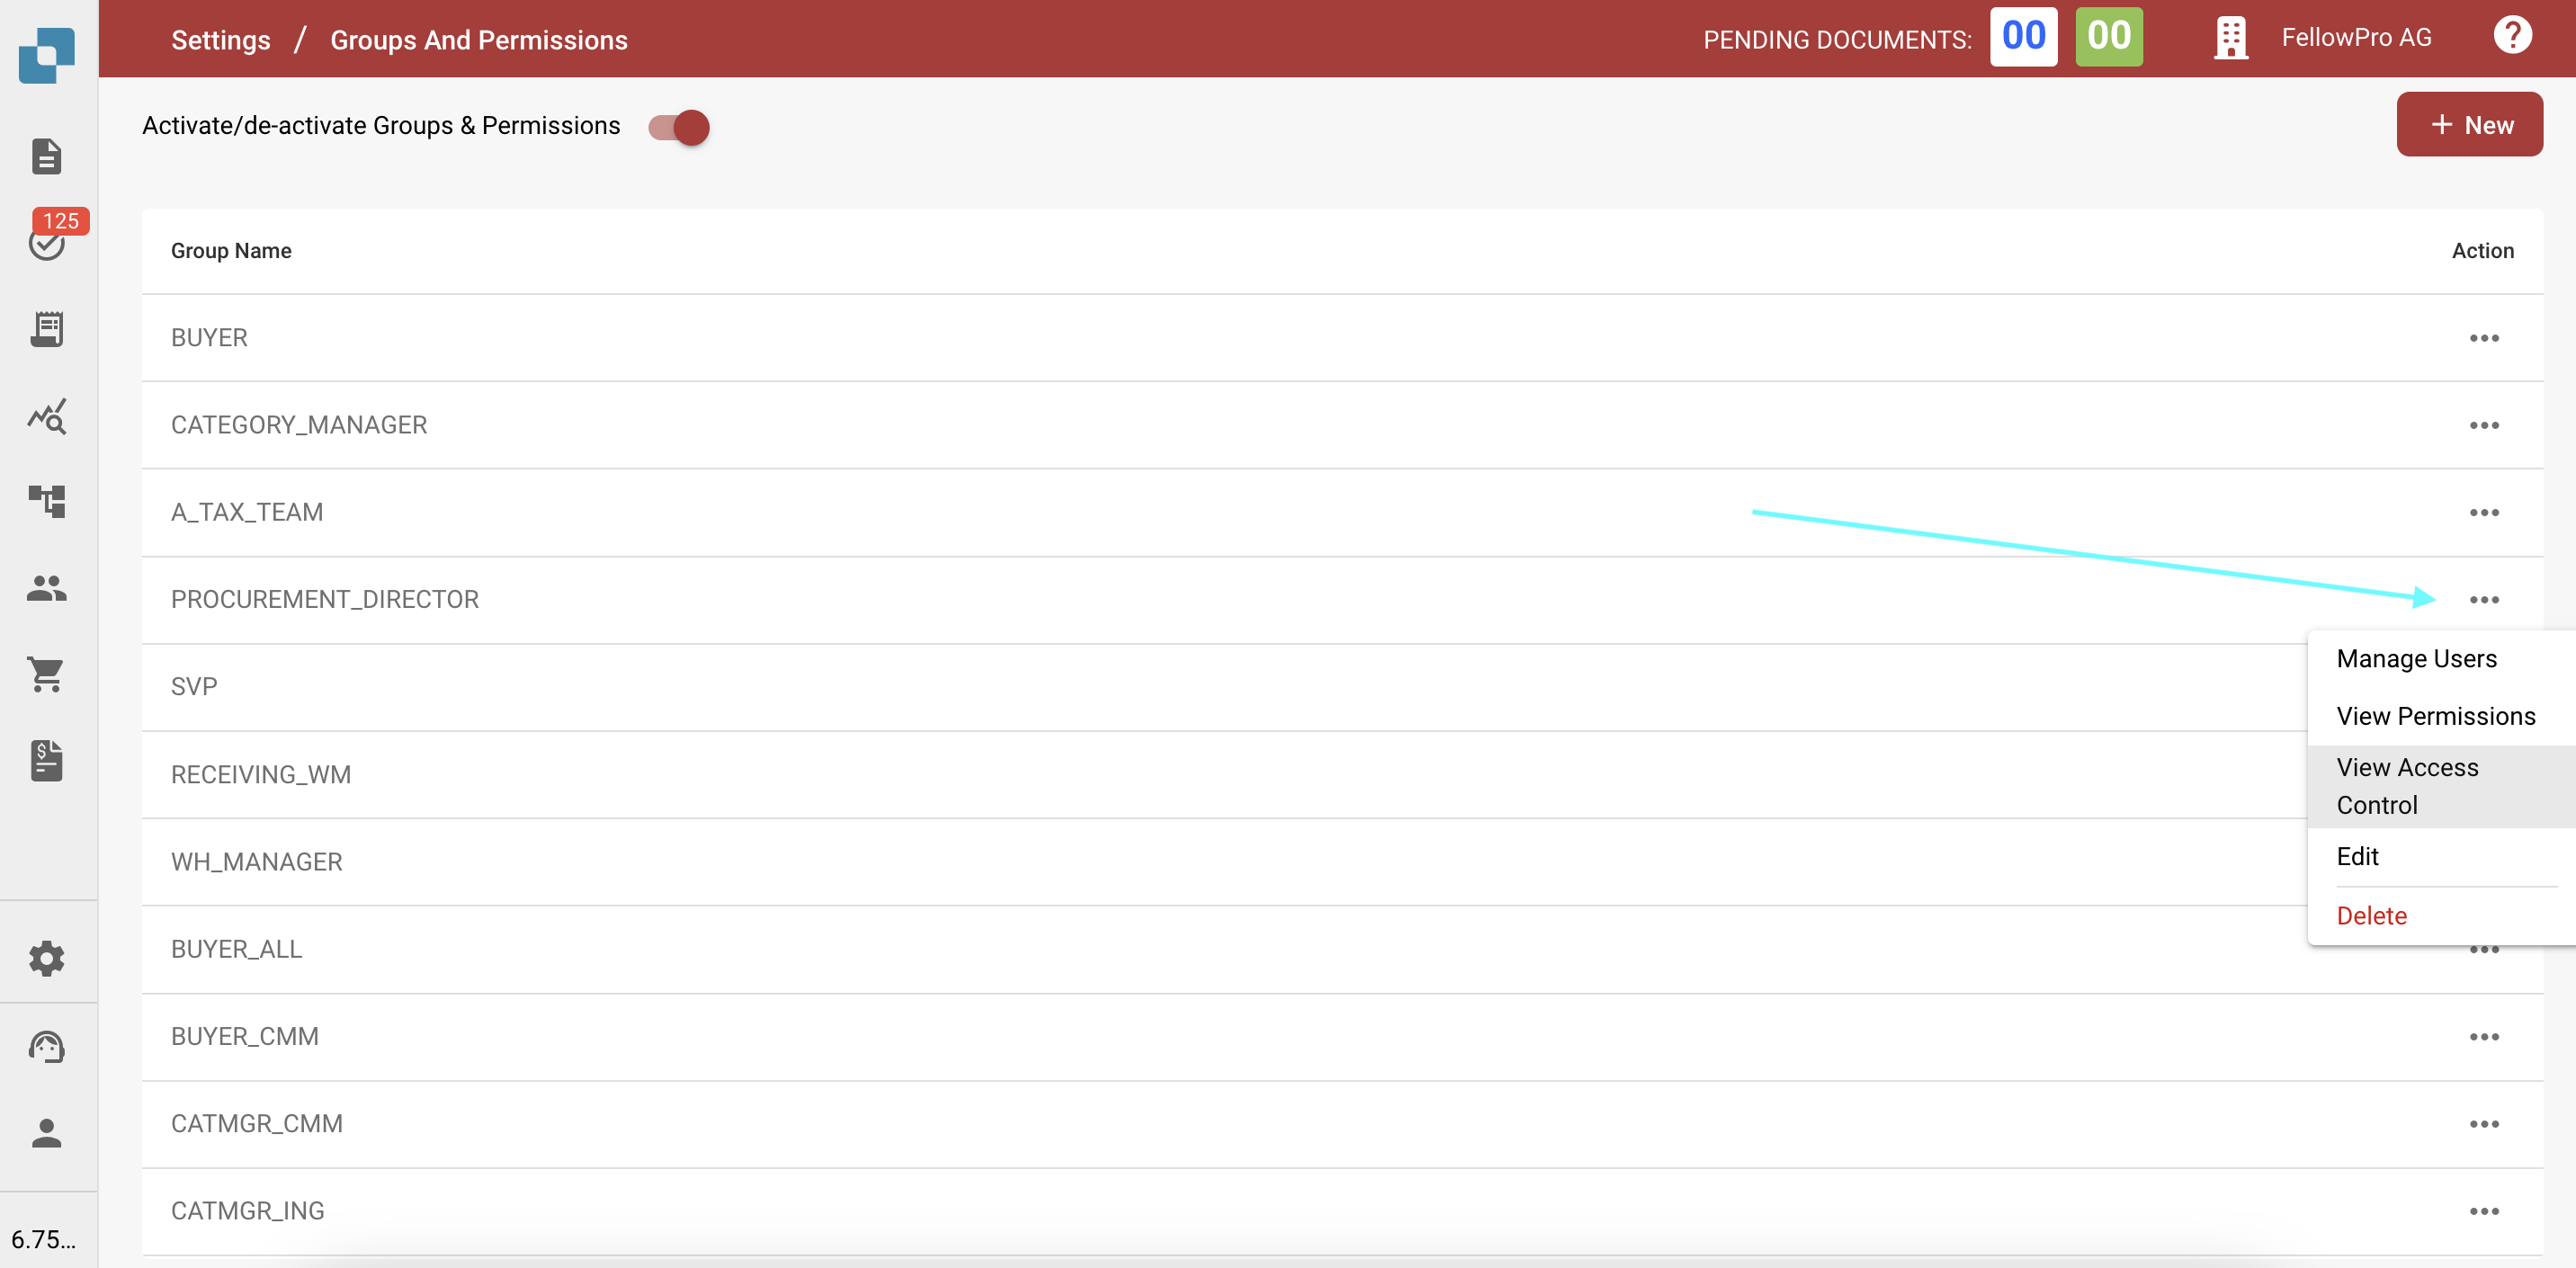 Settings / Groups And Permissions
PENDING DOCUMENTS: 00 00 FellowPro AG
Activate/de-activate Groups & Permissions
+ New
125
Group Name Action
BUYER
CATEGORY_MANAGER
A_TAX_TEAM
PROCUREMENT_DIRECTOR
Manage Users
View Permissions
View Access
Control
Edit
Delete
SVP
RECEIVING_WM
WH_MANAGER
BUYER_ALL
BUYER_CMM
CATMGR_CMM
CATMGR_ING
6.75...